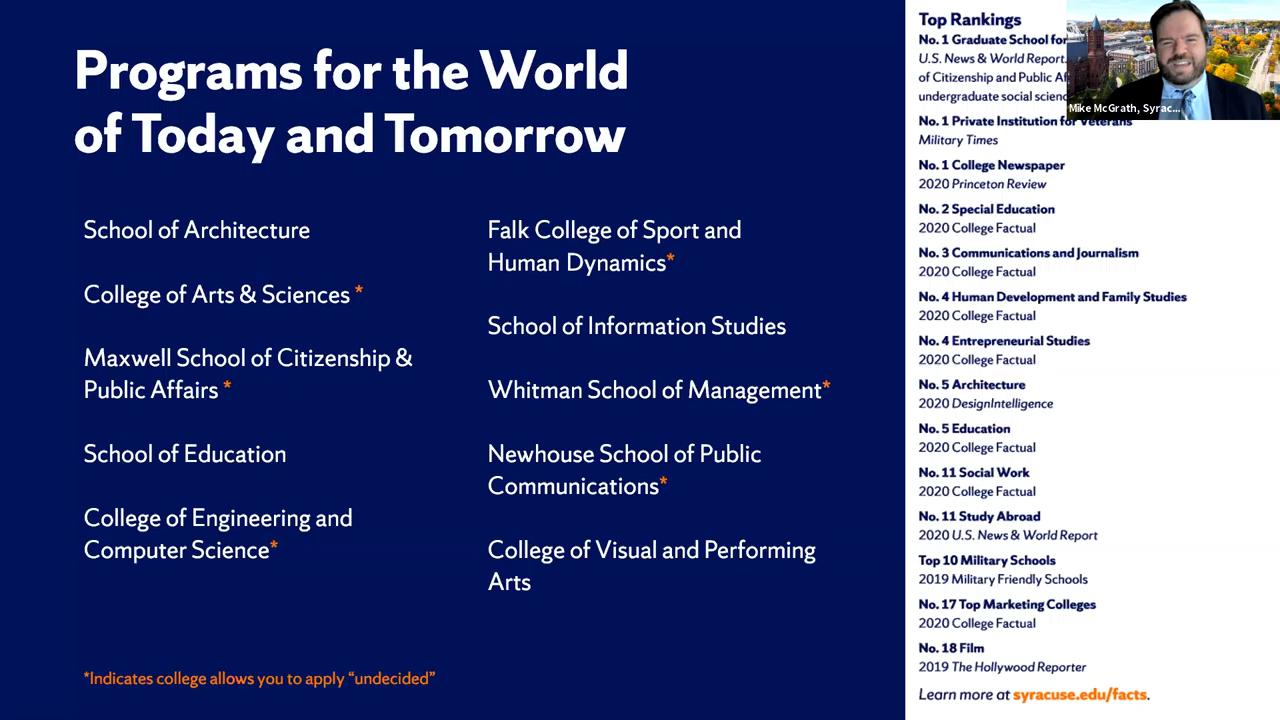 Programs for the World
of Today and Tomorrow
School of Architecture
College of Arts & Sciences *
Maxwell School of Citizenship &
Public Affairs *
School of Education
College of Engineering and
Computer Science*
Falk College of Sport and
Human Dynamics*
School of Information Studies
Whitman School of Management*
Newhouse School of Public
Communications*
College of Visual and Performing
Arts
*Indicates college allows you to apply “undecided”
Top Rankings
No. 1 Graduate School for
U.S. News & World Report.
of Citizenship and Public
undergraduate social
Mike McGrath, Syrac...
No. 1 Private Institution for Veterans
Military Times
No. 1 College Newspaper
2020 Princeton Review
No. 2 Special Education
2020 College Factual
No. 3 Communications and Journalism
2020 College Factual
No. 4 Human Development and Family Studies
2020 College Factual
No. 4 Entrepreneurial Studies
2020 College Factual
No. 5 Architecture
2020 DesignIntelligence
No. 5 Education
2020 College Factual
No. 11 Social Work
2020 College Factual
No. 11 Study Abroad
2020 U.S. News & World Report
Top 10 Military Schools
2019 Military Friendly Schools
No. 17 Top Marketing Colleges
2020 College Factual
No. 18 Film
2019 The Hollywood Reporter
Learn more at syracuse.edu/facts.